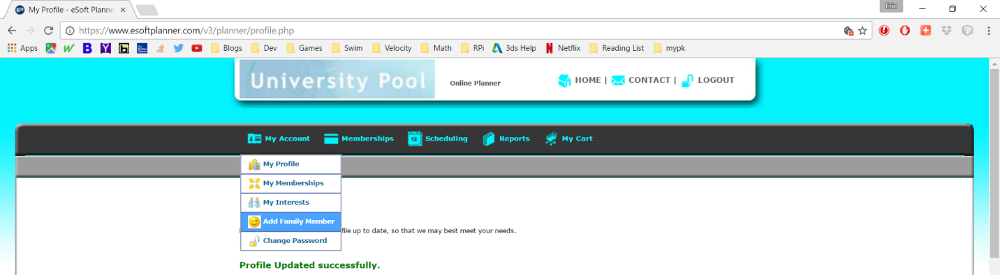 My Profile - eSoft Planne
Eric
https://www.esoftplanner.com/v3/planner/profile.php
Apps Blogs Dev Games Swim Velocity Math RPi 3ds Help Netflix Reading List mypk
University Pool
Online Planner
HOME | CONTACT | LOGOUT
My Account Memberships Scheduling Reports My Cart
My Profile
My Memberships
My Interests
Add Family Member
file up to date, so that we may best meet your needs.
Change Password
Profile Updated successfully.